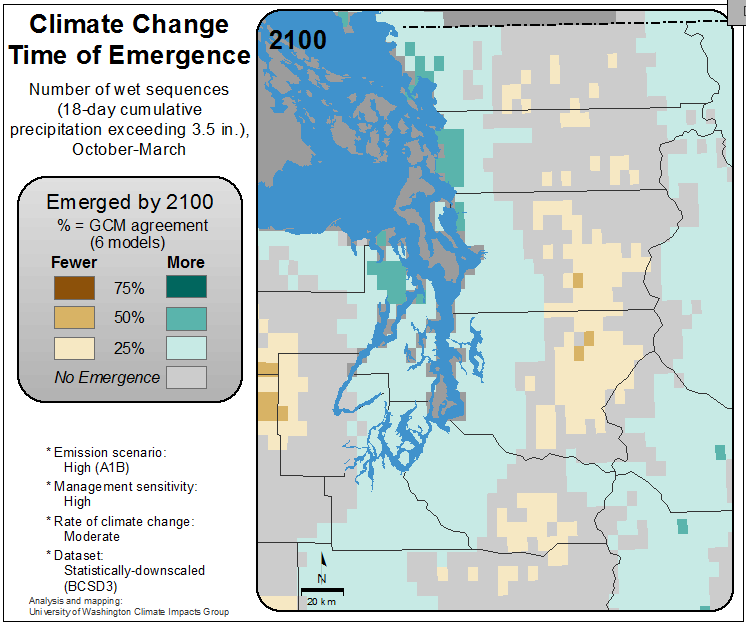 Climate Change
Time of Emergence
Number of wet sequences
(18-day cumulative
precipitation exceeding 3.5 in.),
October-March
Emerged by 2100
% = GCM agreement
(6 models)
Fewer More
75%
50%
25%
No Emergence
* Emission scenario:
High (A1B)
* Management sensitivity:
High
* Rate of climate change:
Moderate
* Dataset:
Statistically-downscaled
(BCSD3)
Analysis and mapping:
University of Washington Climate Impacts Group
2100
N
20 km